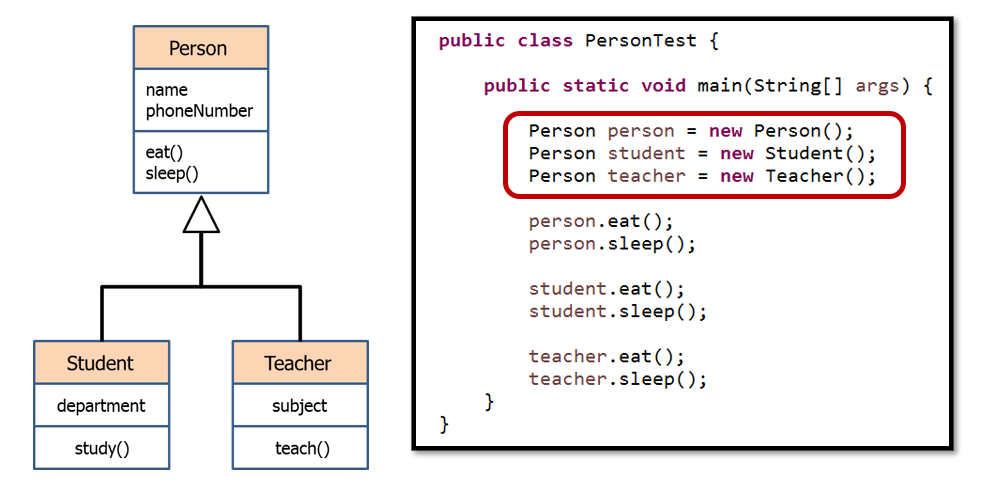 Person
name
phoneNumber
eat()
sleep()
Student
department
study()
Teacher
subject
teach()
public class PersonTest {
public static void main(String[] args) {
Person person = new Person();
Person student = new Student();
Person teacher = new Teacher();
person.eat();
person.sleep();
student.eat();
student.sleep();
teacher.eat();
teacher.sleep();
}
}